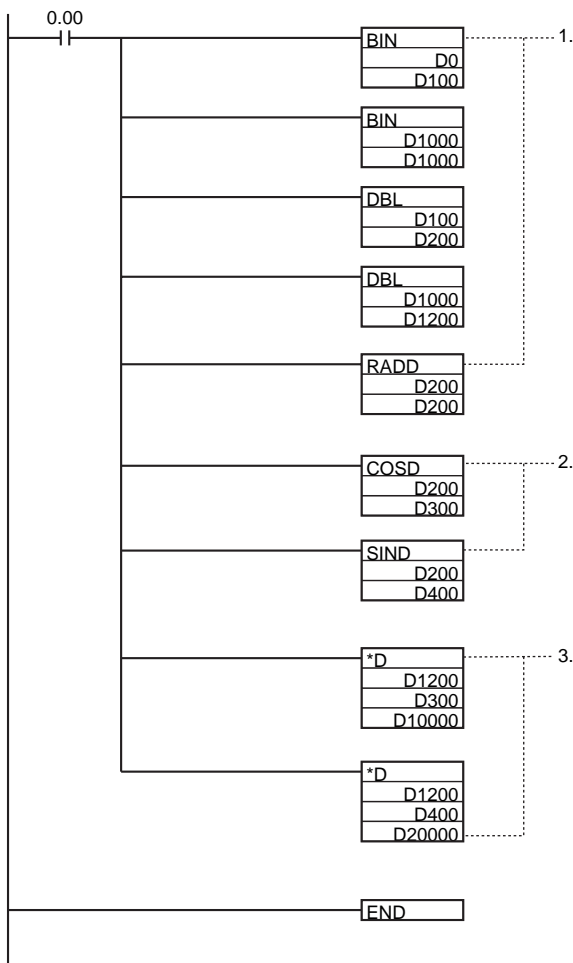 0.00
BIN
1.
D0
D100
BIN
D1000
D1000
DBL
D100
D200
DBL
D1000
D1200
RADD
D200
D200
COSD
2.
D200
D300
SIND
D200
D400
*D
3.
D1200
D300
D10000
*D
D1200
D400
D20000
END